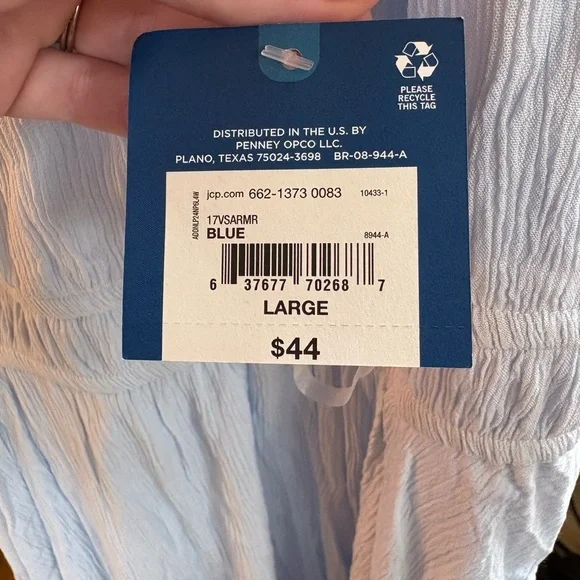 PLEASE
RECYCLE
THIS TAG
DISTRIBUTED IN THE U.S. BY
PENNEY OPCO LLC.
PLANO, TEXAS 75024-3698 BR-08-944-A
ADDNLP24NP6L4W
jcp.com 662-1373 0083 10433-1
17VSARMR
BLUE 8944-A
6 37677 70268 7
LARGE
$44